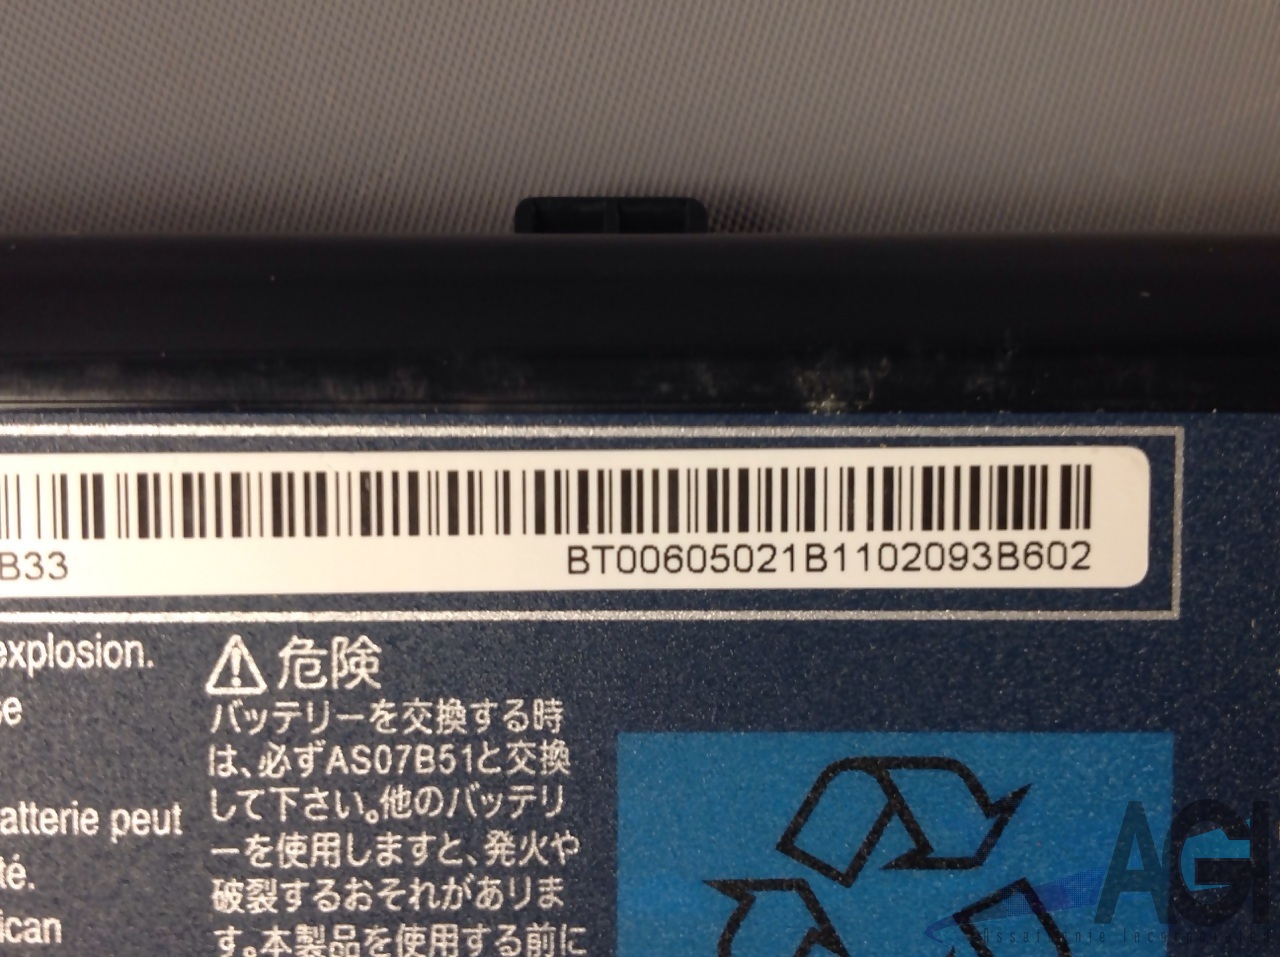 B33
BT00605021B1102093B602
explosion.
se
atterie peut
té.
ican
危険
バッテリーを交換する時
は、必ずAS07B51と交換
して下さい。他のバッテリ
ーを使用しますと、発火や
破裂するおそれがありま
す。本製品を使用する前に
AGI